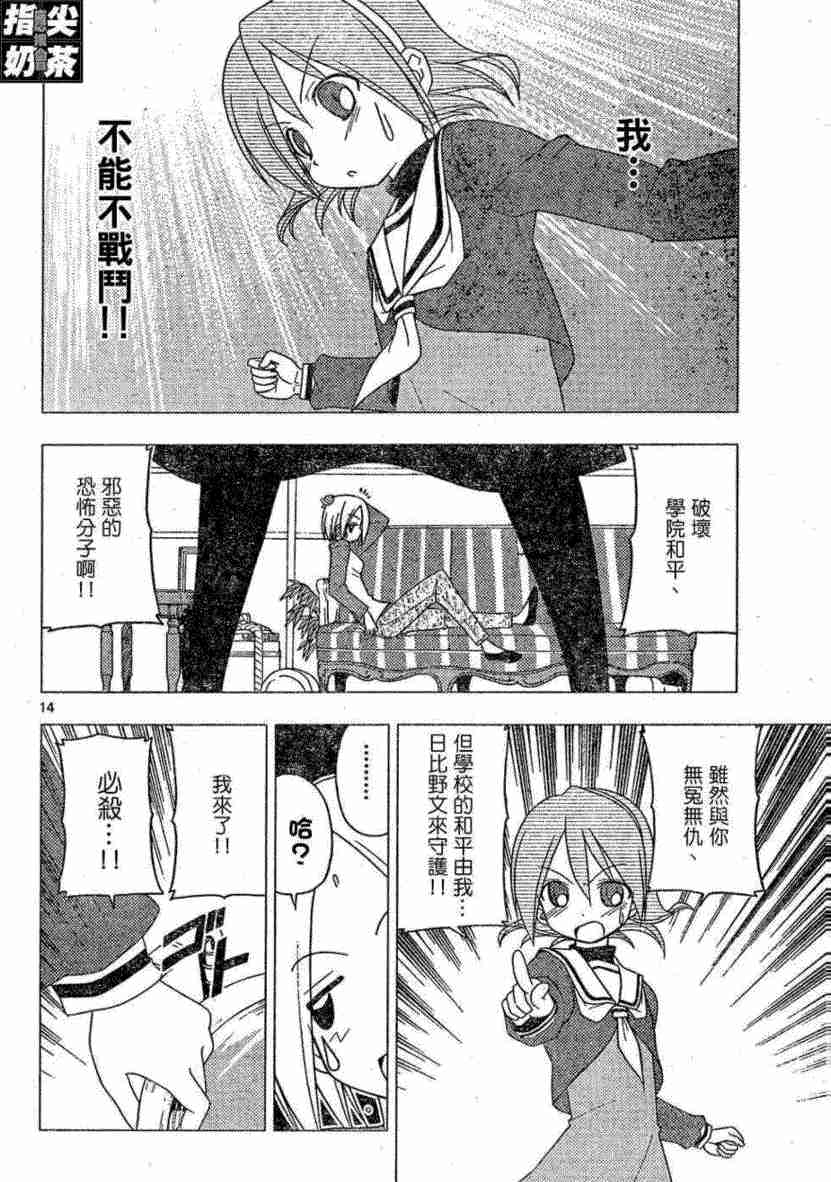 指尖
奶茶
我…
不能不戰鬥!!
破壞
學院和平、
邪惡的
恐怖分子啊!!
14
雖然與你
無冤無仇、
但學校的和平由我…
日比野文來守護!!
………
哈?
我來了!!
必殺…!!
ガ
ト